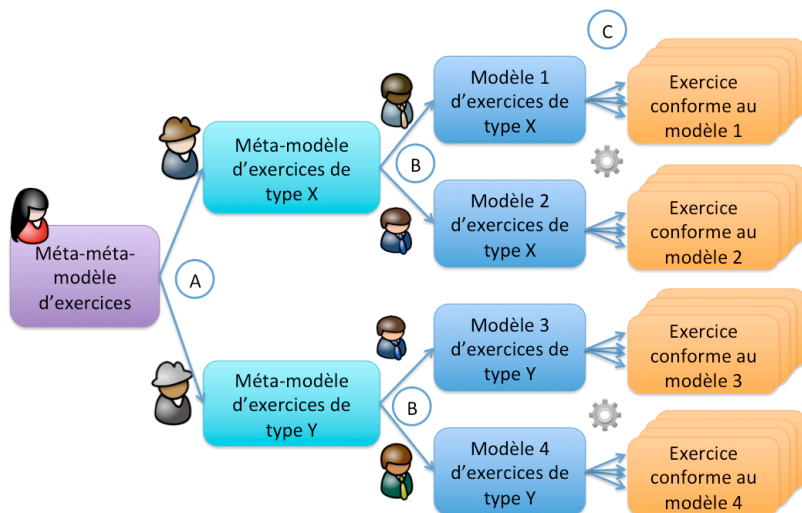 C
Modèle 1
d'exercices de
type X
Exercice
conforme au
modèle 1
Méta-modèle
d'exercices de
type X
B
Modèle 2
d'exercices de
type X
Exercice
conforme au
modèle 2
Méta-méta-
modèle
d'exercices
A
Modèle 3
d'exercices de
type Y
Exercice
conforme au
modèle 3
Méta-modèle
d'exercices de
type Y
B
Modèle 4
d'exercices de
type Y
Exercice
conforme au
modèle 4